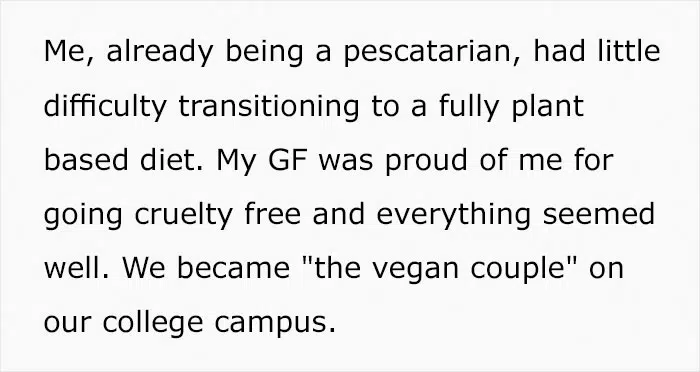 Me, already being a pescatarian, had little
difficulty transitioning to a fully plant
based diet. My GF was proud of me for
going cruelty free and everything seemed
well. We became "the vegan couple" on
our college campus.